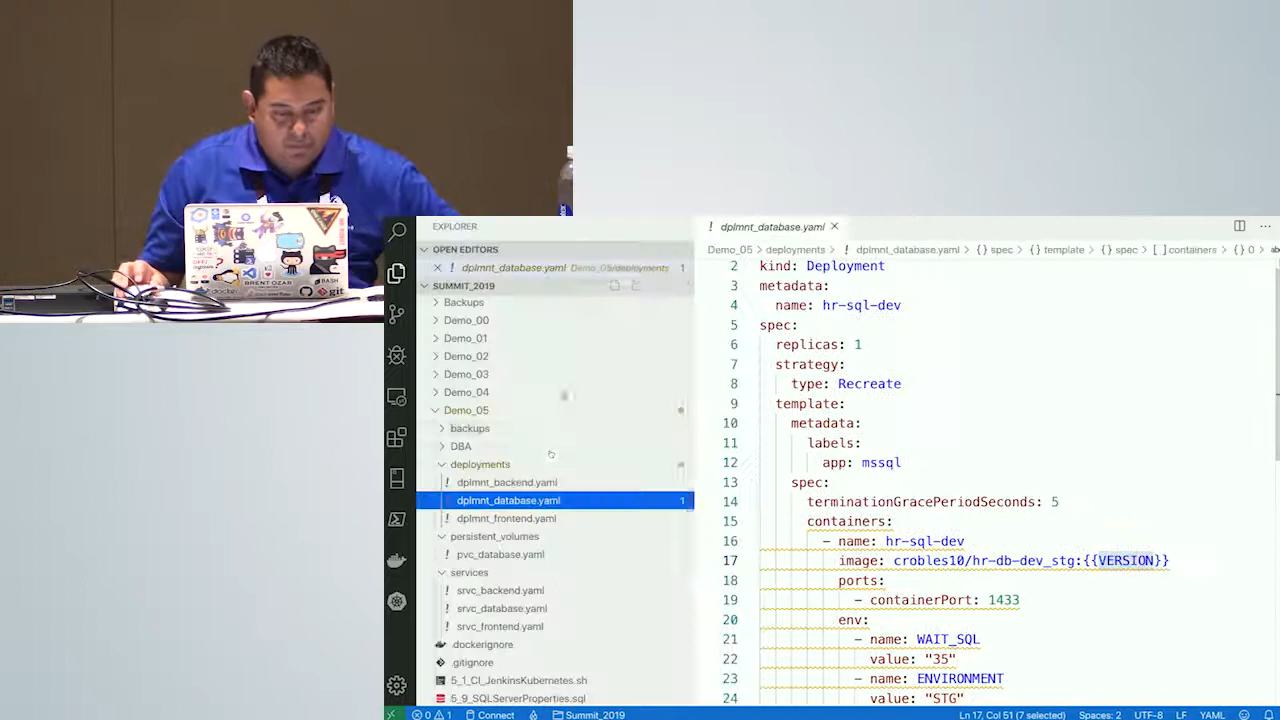 BRENT OZAR
BASH
git
docker
EXPLORER
OPEN EDITORS
dplmnt_database.yaml Demo_05/deployments 1
SUMMIT_2019
Backups
Demo_00
Demo_01
Demo_02
Demo_03
Demo_04
Demo_05
backups
DBA
deployments
dplmnt_backend.yaml
dplmnt_database.yaml 1
dplmnt_frontend.yaml
persistent_volumes
pvc_database.yaml
services
srvc_backend.yaml
srvc_database.yaml
srvc_frontend.yaml
.dockerignore
.gitignore
5_1_CI_JenkinsKubernetes.sh
5_9_SQLServerProperties.sql
dplmnt_database.yaml
Demo_05 > deployments > dplmnt_database.yaml > {} spec > {} template > {} spec > [ ] containers > {} 0 >
2 kind: Deployment
3 metadata:
4 name: hr-sql-dev
5 spec:
6 replicas: 1
7 strategy:
8 type: Recreate
9 template:
10 metadata:
11 labels:
12 app: mssql
13 spec:
14 terminationGracePeriodSeconds: 5
15 containers:
16 - name: hr-sql-dev
17 image: crobles10/hr-db-dev_stg:{{VERSION}}
18 ports:
19 - containerPort: 1433
20 env:
21 - name: WAIT_SQL
22 value: "35"
23 - name: ENVIRONMENT
24 value: "STG"
0 1 Connect Summit_2019 Ln 17, Col 51 (7 selected) Spaces: 2 UTF-8 LF YAML